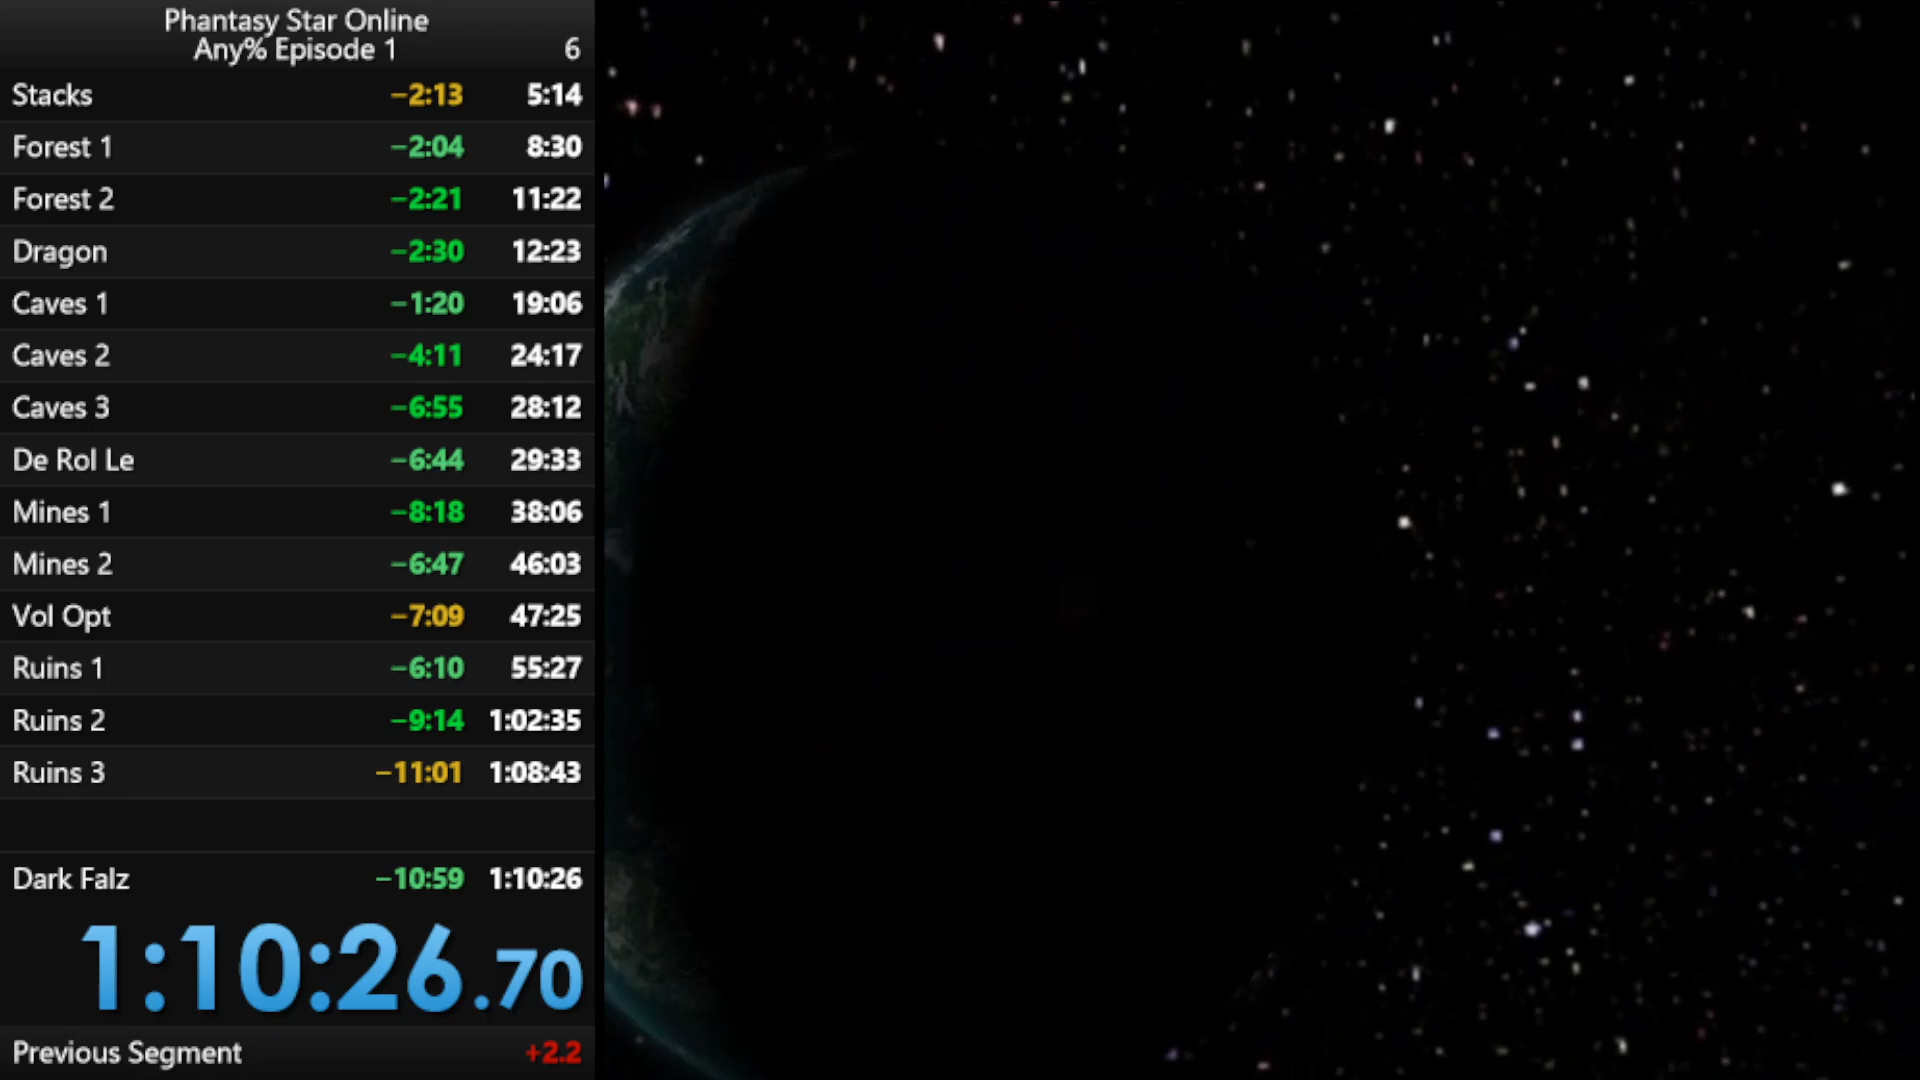 Phantasy Star Online
Any% Episode 1 6
Stacks −2:13 5:14
Forest 1 −2:04 8:30
Forest 2 −2:21 11:22
Dragon −2:30 12:23
Caves 1 −1:20 19:06
Caves 2 −4:11 24:17
Caves 3 −6:55 28:12
De Rol Le −6:44 29:33
Mines 1 −8:18 38:06
Mines 2 −6:47 46:03
Vol Opt −7:09 47:25
Ruins 1 −6:10 55:27
Ruins 2 −9:14 1:02:35
Ruins 3 −11:01 1:08:43
Dark Falz −10:59 1:10:26
1:10:26.70
Previous Segment +2.2